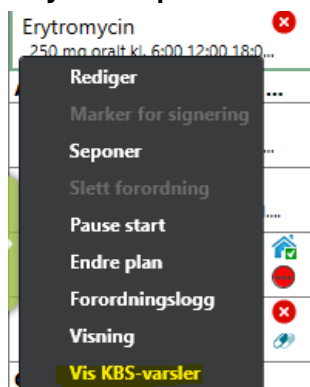 Erytromycin
250 mg oralt kl. 6:00 12:00 18:0...
Rediger
...
Marker for signering
Seponer
...
Slett forordning
Pause start
Endre plan
Forordningslogg
Visning
Vis KBS-varsler